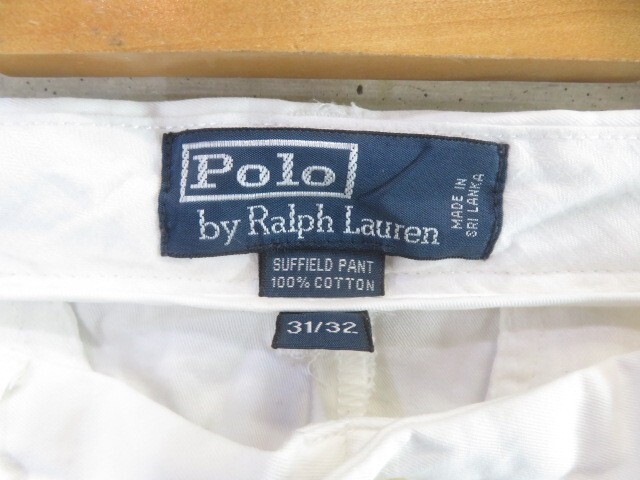 Polo
by Ralph Lauren
MADE IN
SRI LANKA
SUFFIELD PANT
100% COTTON
31/32